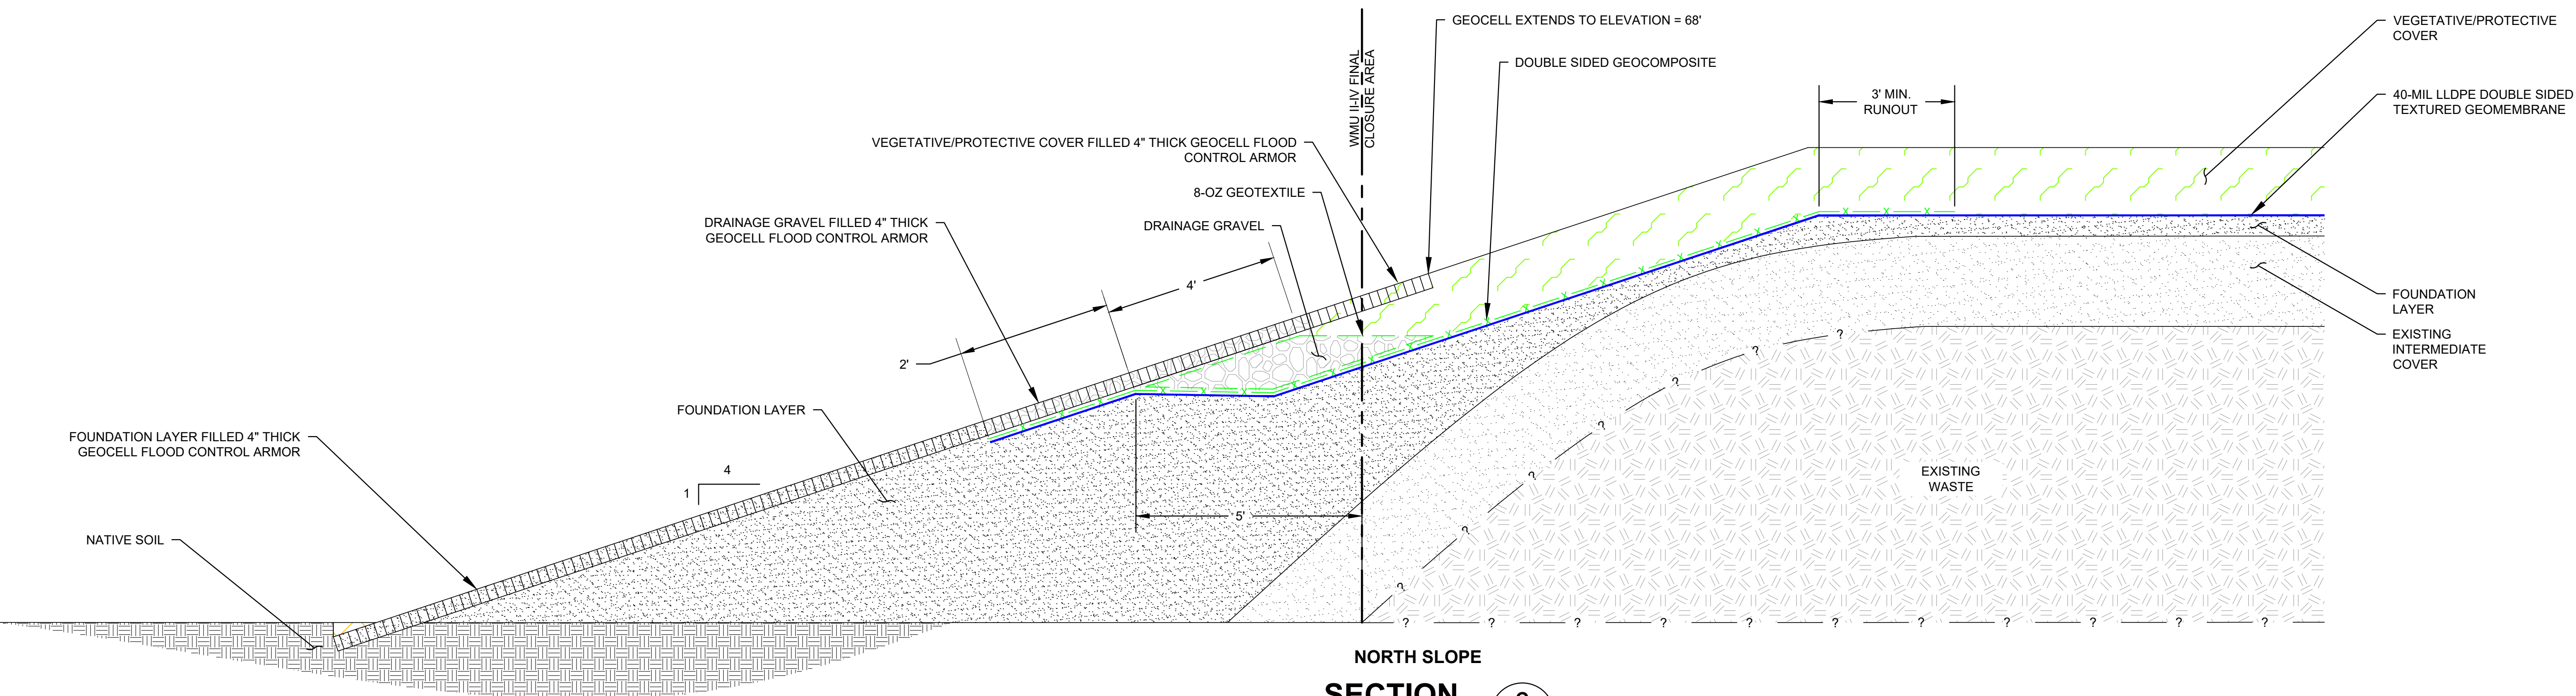 GEOCELL EXTENDS TO ELEVATION = 68'
VEGETATIVE/PROTECTIVE
COVER
DOUBLE SIDED GEOCOMPOSITE
WMU II-IV FINAL
CLOSURE AREA
3' MIN.
RUNOUT
40-MIL LLDPE DOUBLE SIDED
TEXTURED GEOMEMBRANE
VEGETATIVE/PROTECTIVE COVER FILLED 4" THICK GEOCELL FLOOD
CONTROL ARMOR
8-OZ GEOTEXTILE
DRAINAGE GRAVEL FILLED 4" THICK
GEOCELL FLOOD CONTROL ARMOR
DRAINAGE GRAVEL
4'
2'
FOUNDATION
LAYER
EXISTING
INTERMEDIATE
COVER
? ? ? ? ? ? ? ?
FOUNDATION LAYER
FOUNDATION LAYER FILLED 4" THICK
GEOCELL FLOOD CONTROL ARMOR
4
1
EXISTING
WASTE
5'
NATIVE SOIL
? ? ? ? ? ? ? ? ? ? ?
NORTH SLOPE
SECTION